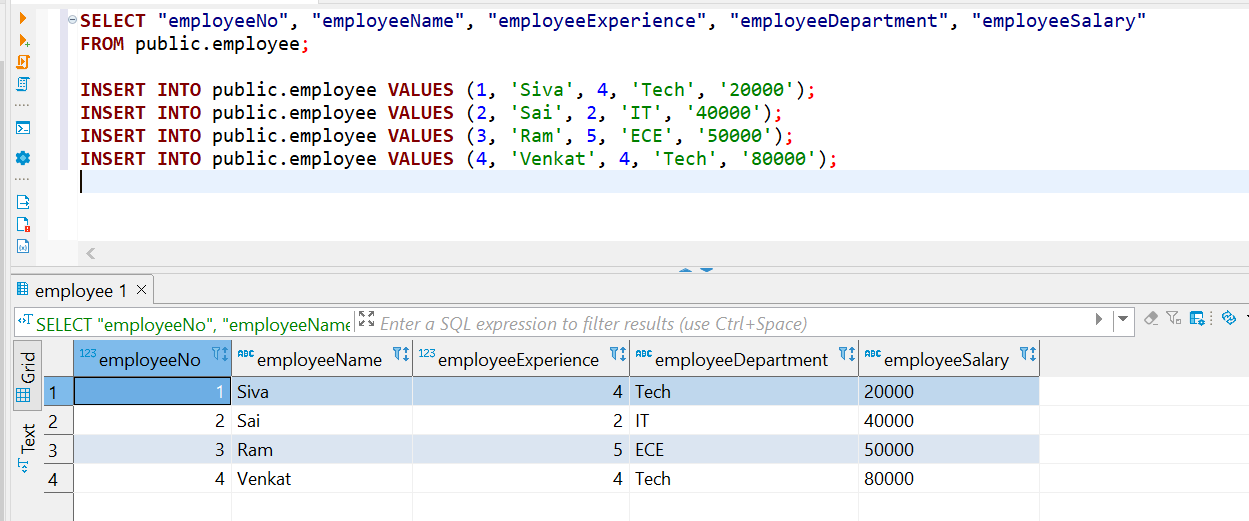 SELECT "employeeNo", "employeeName", "employeeExperience", "employeeDepartment", "employeeSalary"
FROM public.employee;
INSERT INTO public.employee VALUES (1, 'Siva', 4, 'Tech', '20000');
INSERT INTO public.employee VALUES (2, 'Sai', 2, 'IT', '40000');
INSERT INTO public.employee VALUES (3, 'Ram', 5, 'ECE', '50000');
INSERT INTO public.employee VALUES (4, 'Venkat', 4, 'Tech', '80000');
employee 1
SELECT "employeeNo", "employeeName Enter a SQL expression to filter results (use Ctrl+Space)
Grid
Text
123 employeeNo ABC employeeName 123 employeeExperience ABC employeeDepartment ABC employeeSalary
1 1 Siva 4 Tech 20000
2 2 Sai 2 IT 40000
3 3 Ram 5 ECE 50000
4 4 Venkat 4 Tech 80000